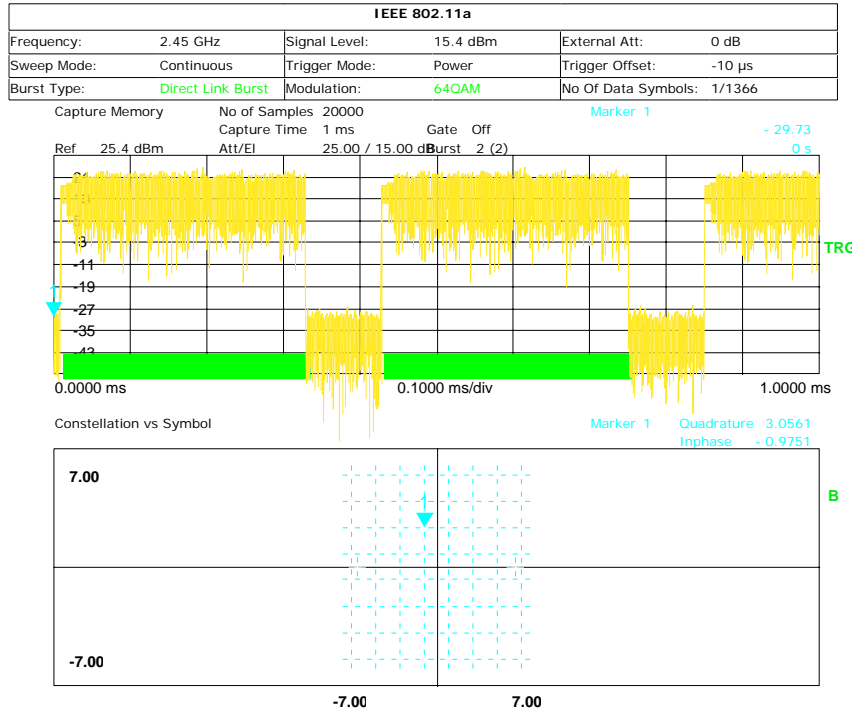 IEEE 802.11a
Frequency: 2.45 GHz Signal Level: 15.4 dBm External Att: 0 dB
Sweep Mode: Continuous Trigger Mode: Power Trigger Offset: -10 µs
Burst Type: Direct Link Burst Modulation: 64QAM No Of Data Symbols: 1/1366
Capture Memory No of Samples 20000 Marker 1
Capture Time 1 ms Gate Off - 29.73
Ref 25.4 dBm Att/El 25.00 / 15.00 dB Burst 2 (2) 0 s
TRG
-11
-19
1
-27
-35
-43
0.0000 ms 0.1000 ms/div 1.0000 ms
Constellation vs Symbol Marker 1 Quadrature 3.0561
Inphase - 0.9751
7.00
1
B
-7.00
-7.00 7.00